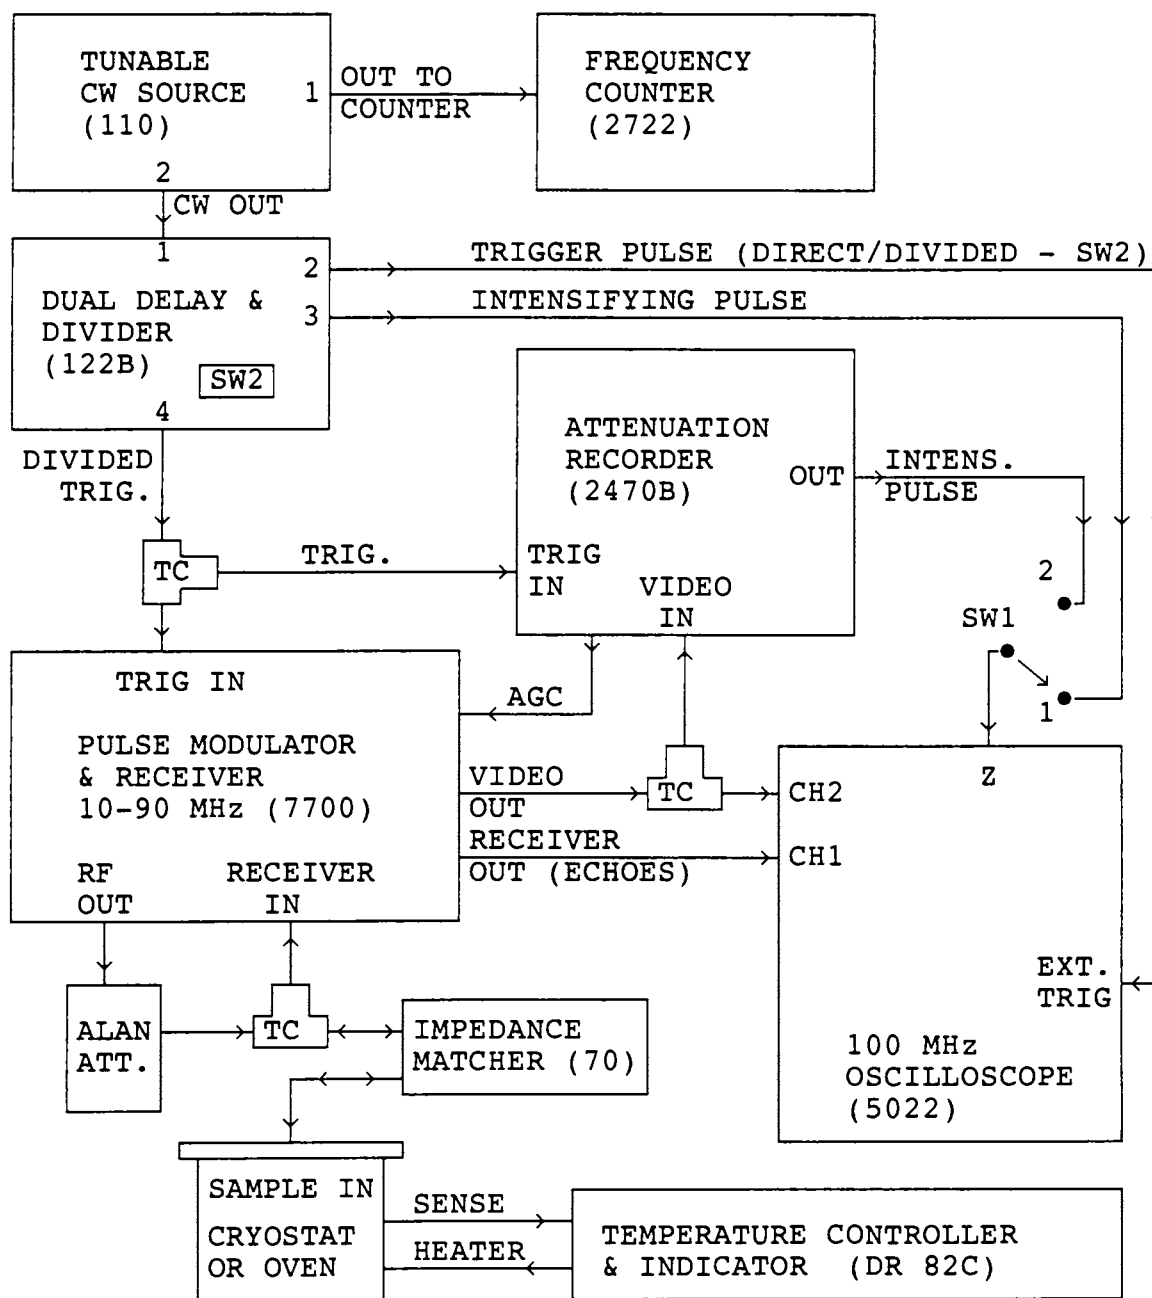 TUNABLE
CW SOURCE
(110)
1
2
OUT TO
COUNTER
FREQUENCY
COUNTER
(2722)
CW OUT
1
2
3
DUAL DELAY &
DIVIDER
(122B)
SW2
4
TRIGGER PULSE (DIRECT/DIVIDED - SW2)
INTENSIFYING PULSE
DIVIDED
TRIG.
TC
TRIG.
ATTENUATION
RECORDER
(2470B)
OUT
TRIG
IN
VIDEO
IN
INTENS.
PULSE
2
SW1
1
TRIG IN
PULSE MODULATOR
& RECEIVER
10-90 MHz (7700)
RF
OUT
RECEIVER
IN
AGC
VIDEO
OUT
TC
RECEIVER
OUT (ECHOES)
Z
CH2
CH1
EXT.
TRIG
100 MHz
OSCILLOSCOPE
(5022)
ALAN
ATT.
TC
IMPEDANCE
MATCHER (70)
SAMPLE IN
CRYOSTAT
OR OVEN
SENSE
HEATER
TEMPERATURE CONTROLLER
& INDICATOR (DR 82C)